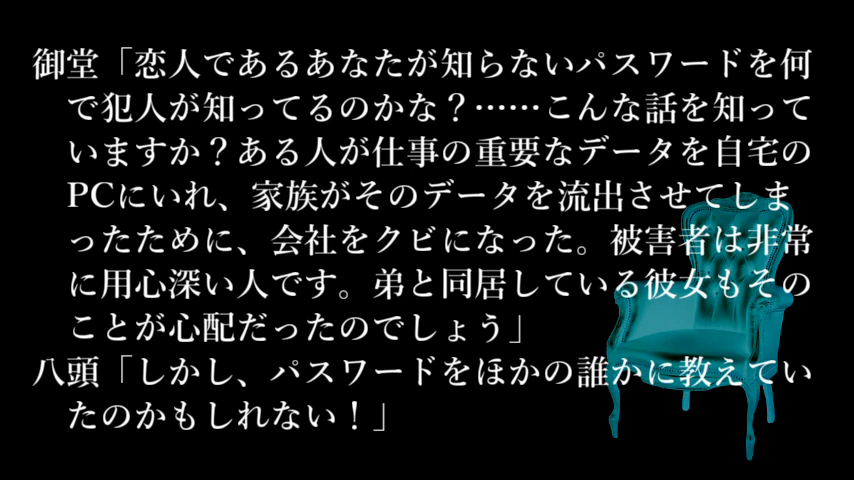 御堂「恋人であるあなたが知らないパスワードを何
で犯人が知ってるのかな？……こんな話を知って
いますか？ある人が仕事の重要なデータを自宅の
PCにいれ、家族がそのデータを流出させてしま
ったために、会社をクビになった。被害者は非常
に用心深い人です。弟と同居している彼女もその
ことが心配だったのでしょう」
八頭「しかし、パスワードをほかの誰かに教えてい
たのかもしれない！」